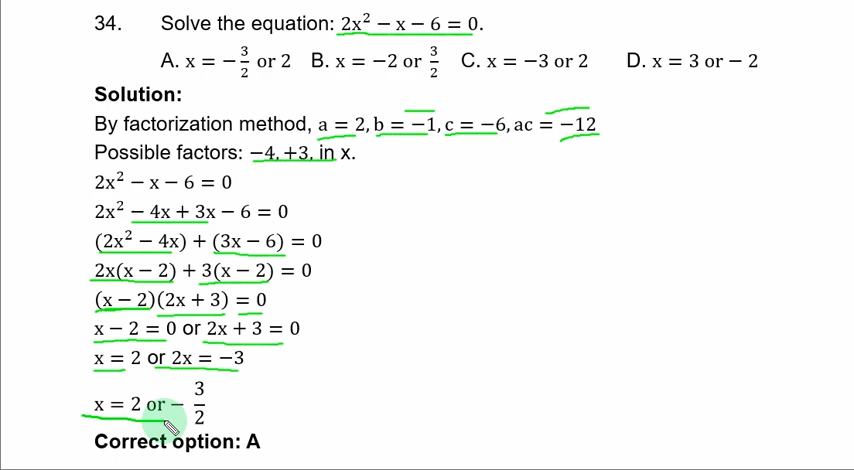 34. Solve the equation: 2x² − x − 6 = 0.
A. x = −3/2 or 2 B. x = −2 or 3/2 C. x = −3 or 2 D. x = 3 or − 2
Solution:
By factorization method, a = 2, b = −1, c = −6, ac = −12
Possible factors: −4, +3, in x.
2x² − x − 6 = 0
2x² − 4x + 3x − 6 = 0
(2x² − 4x) + (3x − 6) = 0
2x(x − 2) + 3(x − 2) = 0
(x − 2)(2x + 3) = 0
x − 2 = 0 or 2x + 3 = 0
x = 2 or 2x = −3
x = 2 or − 3/2
Correct option: A